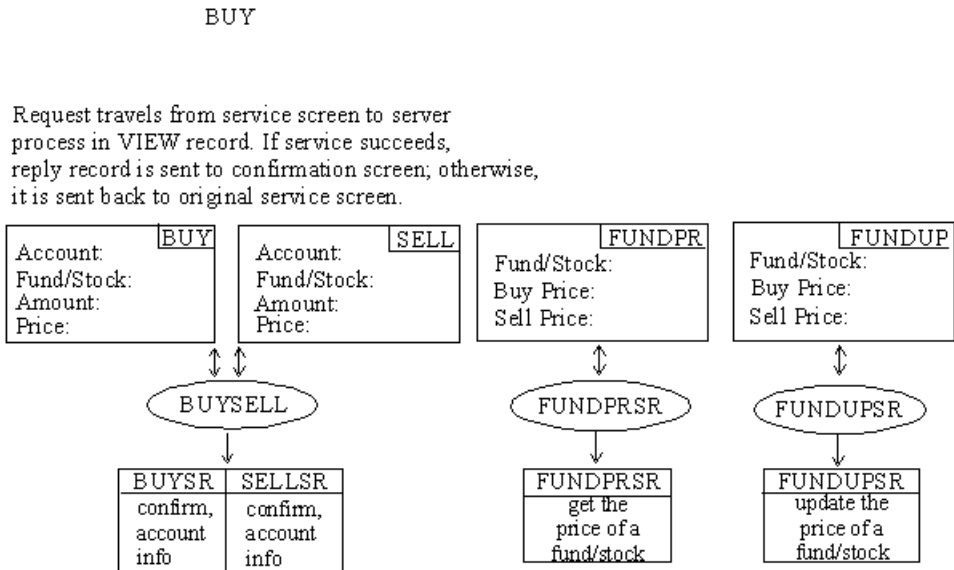 BUY
Request travels from service screen to server
process in VIEW record. If service succeeds,
reply record is sent to confirmation screen; otherwise,
it is sent back to original service screen.
BUY
Account:
Fund/Stock:
Amount:
Price:
SELL
Account:
Fund/Stock:
Amount:
Price:
FUNDPR
Fund/Stock:
Buy Price:
Sell Price:
FUNDUP
Fund/Stock:
Buy Price:
Sell Price:
BUYSELL
FUNDPRSR
FUNDUPSR
BUYSR
confirm,
account
info
SELLSR
confirm,
account
info
FUNDPRSR
get the
price of a
fund/stock
FUNDUPSR
update the
price of a
fund/stock